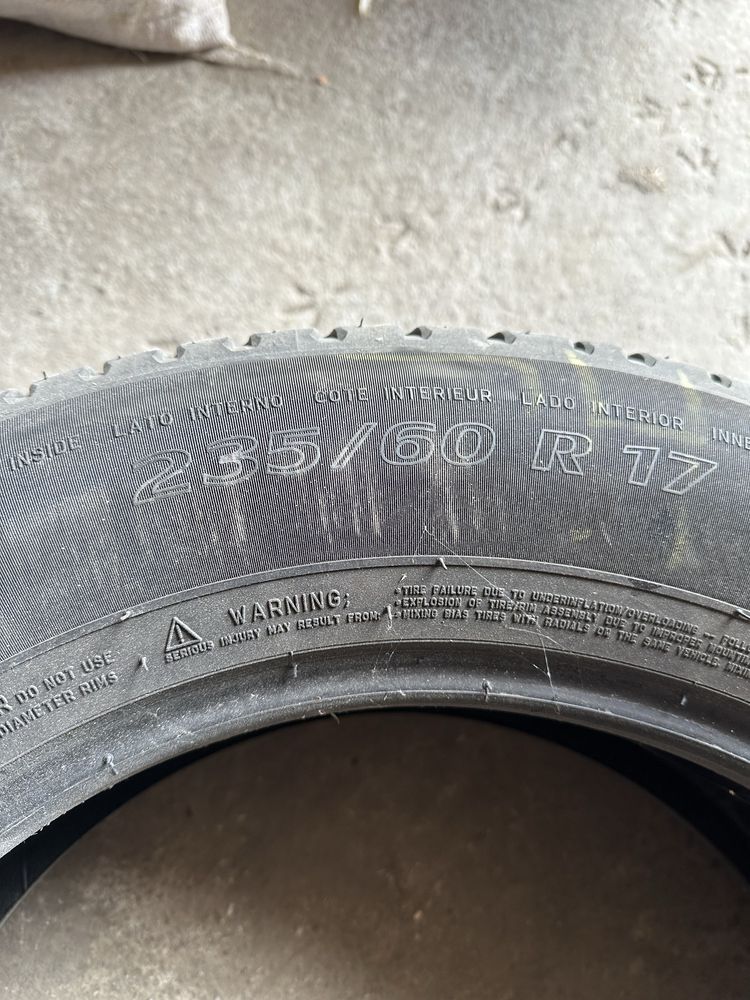 INSIDE LATO INTERNO COTE INTERIEUR LADO INTERIOR INNE
235/60 R 17
WARNING;
SERIOUS INJURY MAY RESULT FROM:
•TIRE FAILURE DUE TO UNDERINFLATION/OVERLOADING --
•EXPLOSION OF TIRE/RIM ASSEMBLY DUE TO IMPROPER
•MIXING BIAS TIRES WITH RADIALS ON THE SAME VEHICLE
DO NOT USE
DIAMETER RIMS